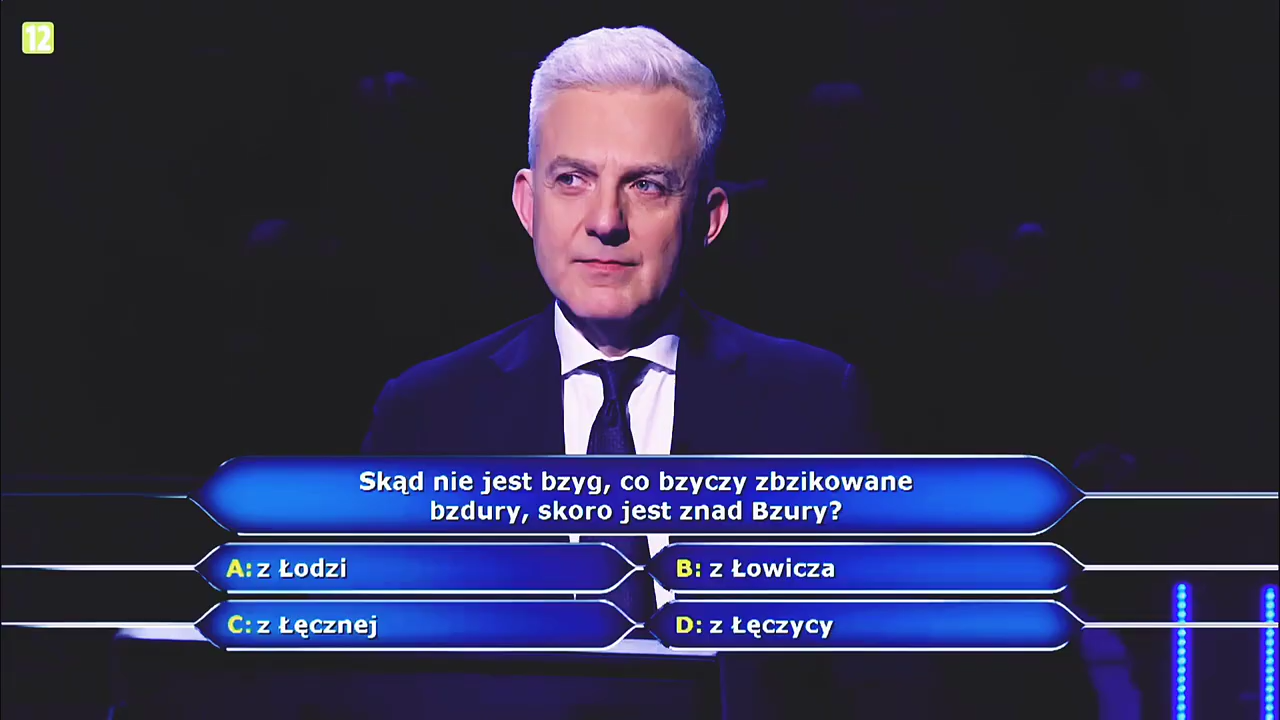 12
Skąd nie jest bzyg, co bzyczy zbzikowane
bzdury, skoro jest znad Bzury?
A: z Łodzi
B: z Łowicza
C: z Łęcznej
D: z Łęczycy